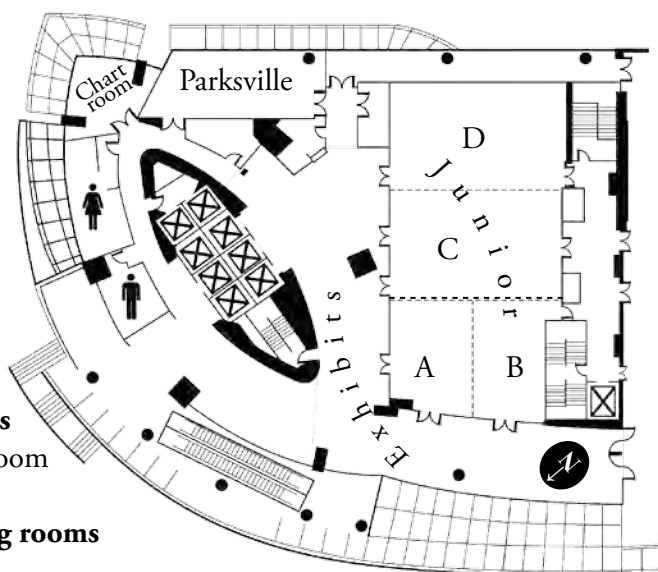 Chart
room
Parksville
D
Junior
C
Exhibits
A
B
N
s
oom
g rooms